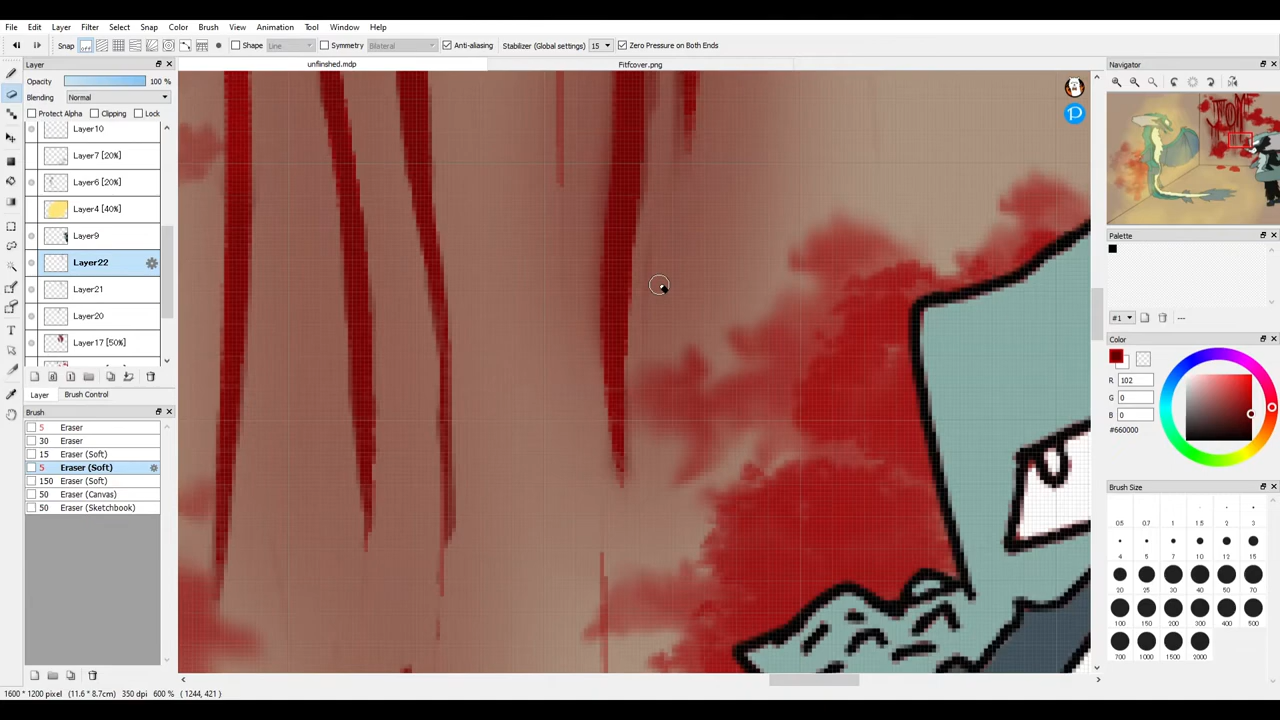 File Edit Layer Filter Select Snap Color Brush View Animation Tool Window Help
Snap Shape Line Symmetry Bilateral Anti-aliasing Stabilizer (Global settings) 15 Zero Pressure on Both Ends
Layer
unfinshed.mdp
Fitfcover.png
Navigator
Opacity 100 %
Blending Normal
Protect Alpha Clipping Lock
Layer10
Layer7 [20%]
Layer6 [20%]
Layer4 [40%]
Layer9
Layer22
Layer21
Layer20
Layer17 [50%]
Layer Brush Control
Brush
5 Eraser
30 Eraser
15 Eraser (Soft)
5 Eraser (Soft)
150 Eraser (Soft)
50 Eraser (Canvas)
50 Eraser (Sketchbook)
Palette
#1 ---
Color
R 102
G 0
B 0
#660000
Brush Size
0.5 0.7 1 1.5 2 3
4 5 7 10 12 15
20 25 30 40 50 70
100 150 200 300 400 500
700 1000 1500 2000
1600 * 1200 pixel (11.6 * 8.7cm) 350 dpi 600 % ( 1244, 421 )